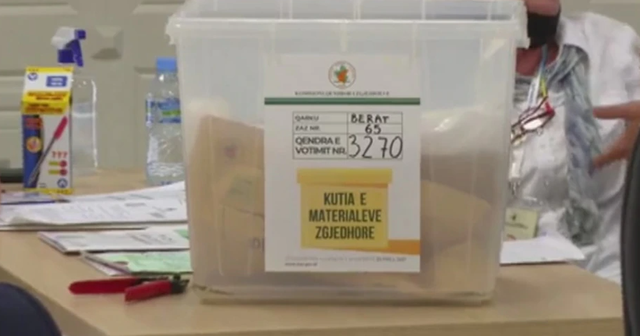 QARKU BERAT
ZAZ NR. 65
QENDRA E
VOTIMIT NR. 3270
KUTIA E
MATERIALEVE
ZGJEDHORE
???